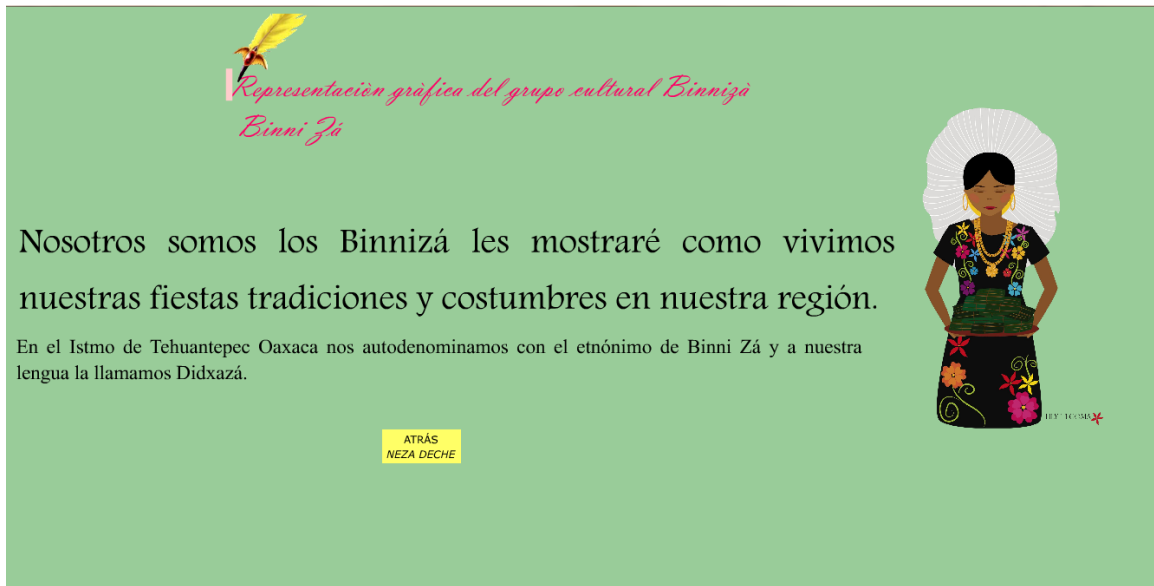 Representaciòn gràfica del grupo cultural Binnizà
Binni Zá
Nosotros somos los Binnizá les mostraré como vivimos
nuestras fiestas tradiciones y costumbres en nuestra región.
En el Istmo de Tehuantepec Oaxaca nos autodenominamos con el etnónimo de Binni Zá y a nuestra
lengua la llamamos Didxazá.
ATRÁS
NEZA DECHE